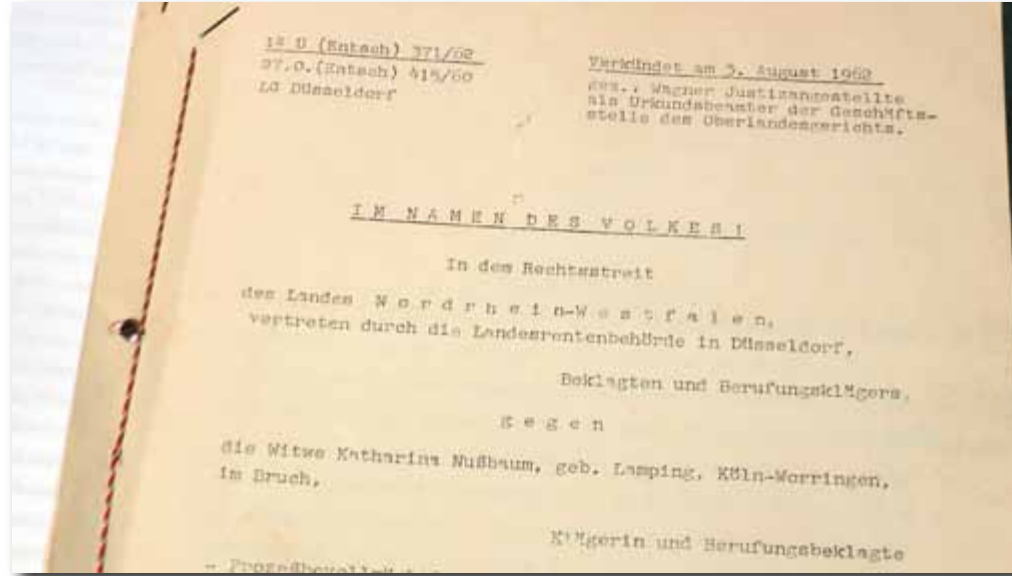 18 U (Entsch) 371/62
37.O.(Entsch) 415/60
LG Düsseldorf
Verkündet am 3. August 1962
gez., Wagner Justizangestellte
als Urkundsbeamter der Geschäfts-
stelle des Oberlandesgerichts.
IM NAMEN DES VOLKES!
In dem Rechtsstreit
des Landes Nordrhein-Westfalen,
vertreten durch die Landesrentenbehörde in Düsseldorf,
Beklagten und Berufungsklägers,
gegen
die Witwe Katharina Nußbaum, geb. Lamping, Köln-Worringen,
im Bruch,
Klägerin und Berufungsbeklagte